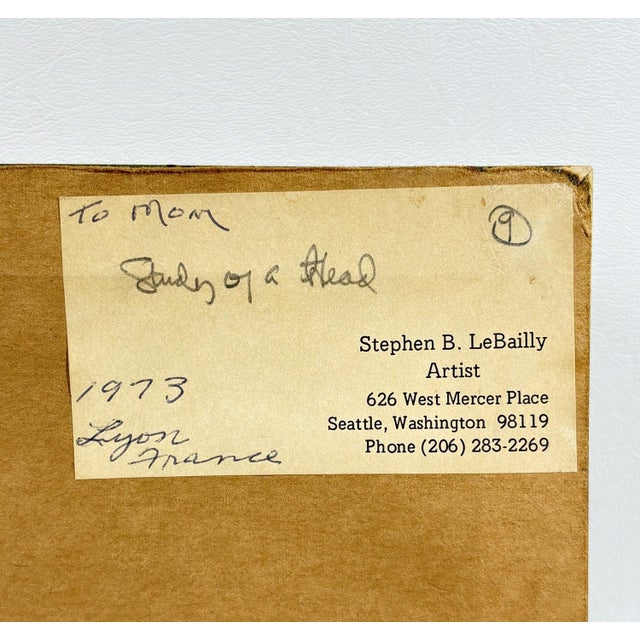 To Mom
9
Study of a Head
Stephen B. LeBailly
Artist
626 West Mercer Place
Seattle, Washington 98119
Phone (206) 283-2269
1973
Lyon
France